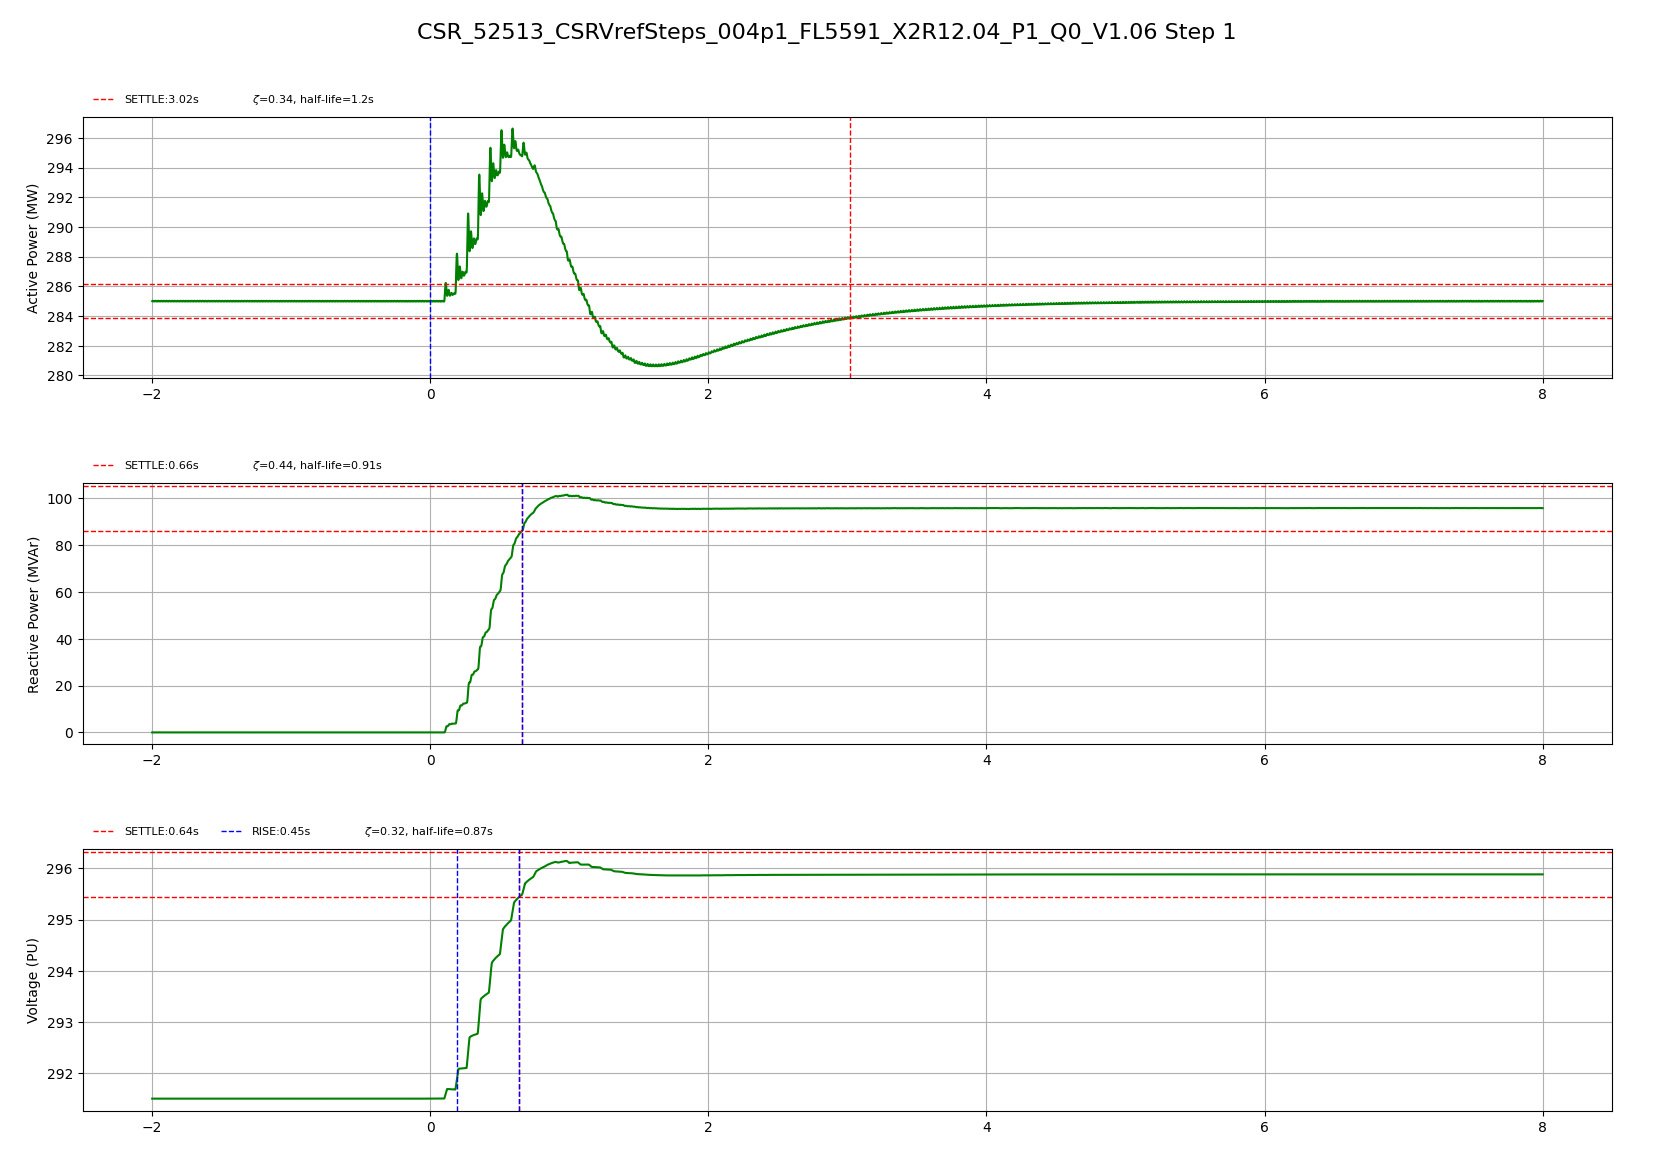 CSR_52513_CSRVrefSteps_004p1_FL5591_X2R12.04_P1_Q0_V1.06 Step 1
SETTLE:3.02s ζ=0.34, half-life=1.2s
Active Power (MW)
296
294
292
290
288
286
284
282
280
−2 0 2 4 6 8
SETTLE:0.66s ζ=0.44, half-life=0.91s
Reactive Power (MVAr)
100
80
60
40
20
0
−2 0 2 4 6 8
SETTLE:0.64s RISE:0.45s ζ=0.32, half-life=0.87s
Voltage (PU)
296
295
294
293
292
−2 0 2 4 6 8